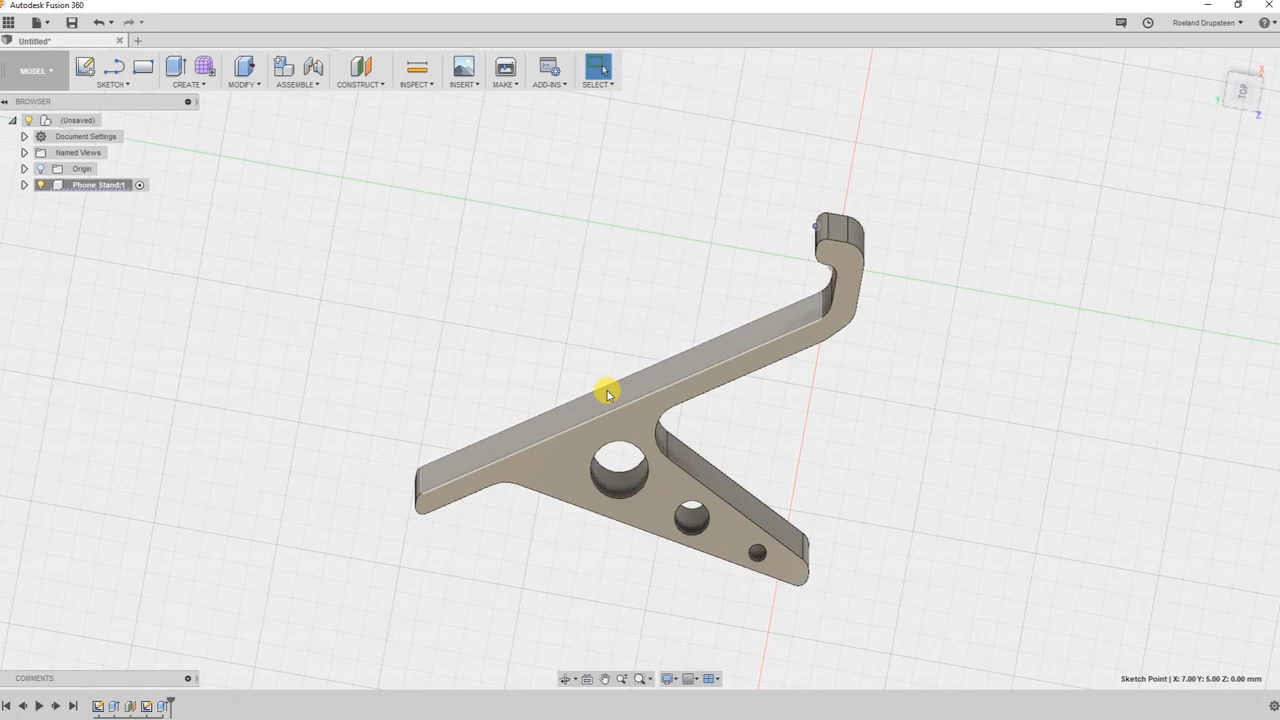 Autodesk Fusion 360
Roeland Drupsteen
Untitled*
MODEL
SKETCH
CREATE
MODIFY
ASSEMBLE
CONSTRUCT
INSPECT
INSERT
MAKE
ADD-INS
SELECT
TOP
X
Y
Z
BROWSER
(Unsaved)
Document Settings
Named Views
Origin
Phone Stand:1
COMMENTS
Sketch Point | X: 7.00 Y: 5.00 Z: 0.00 mm